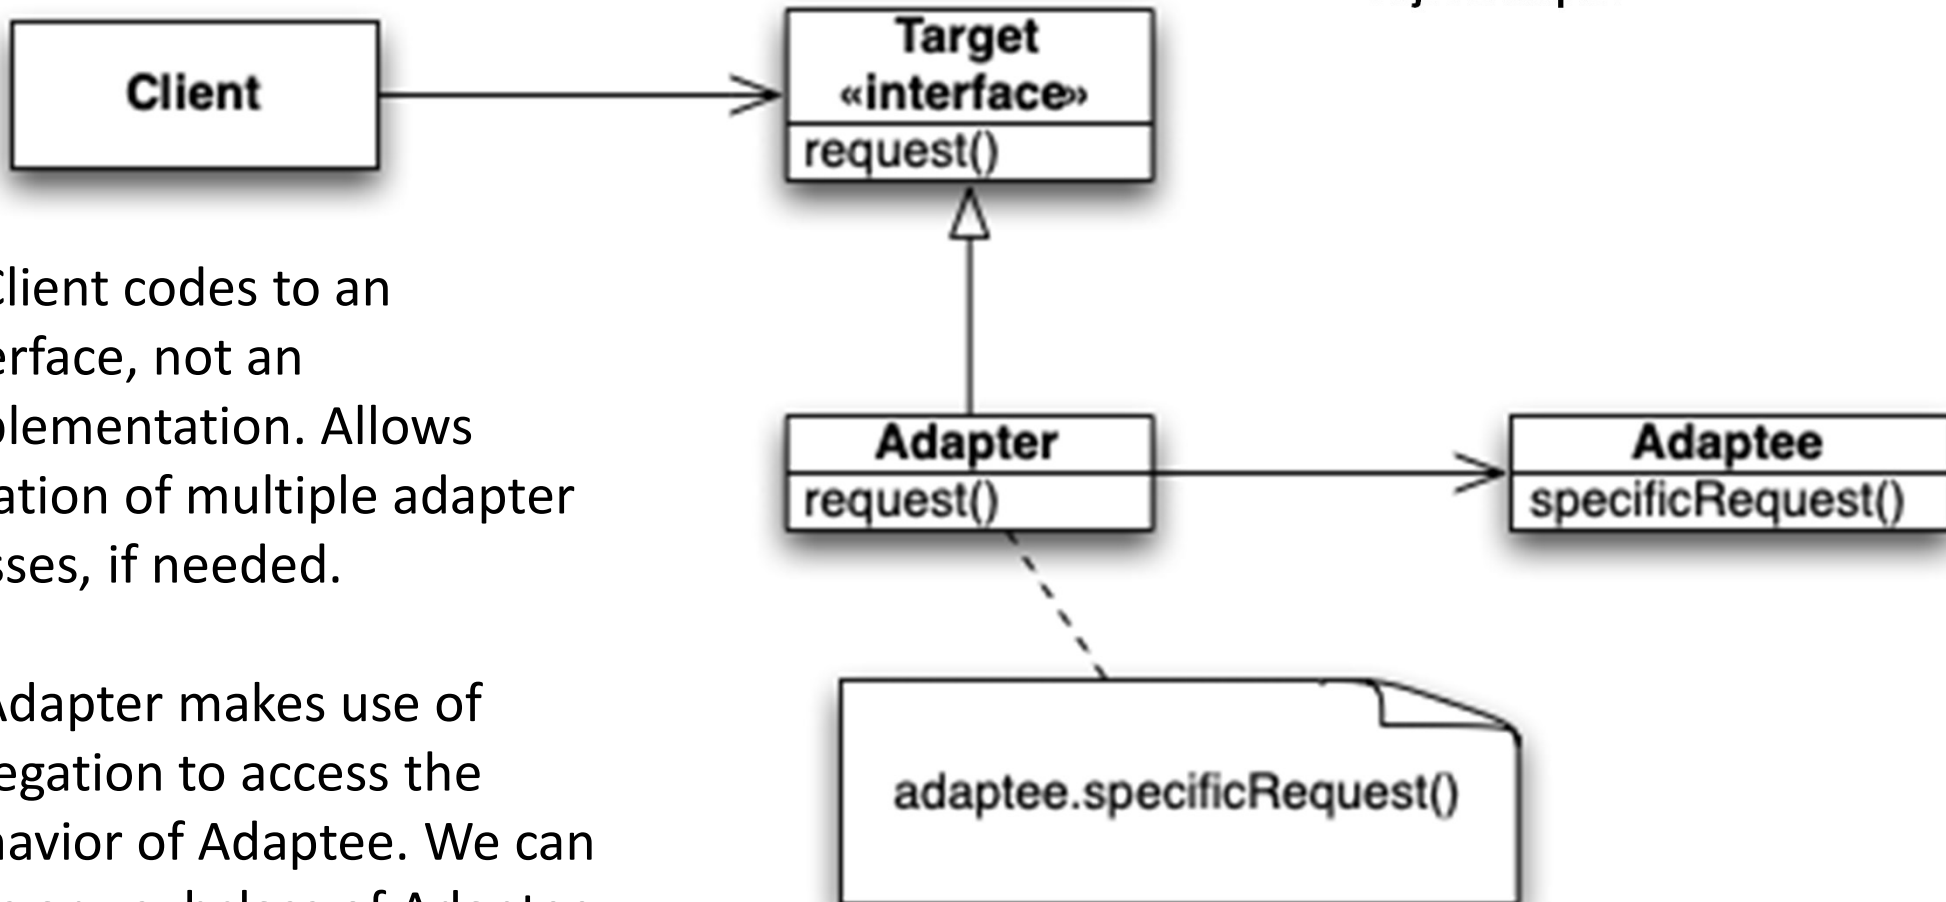 Client
Target
«interface»
request()
Client codes to an
erface, not an
plementation. Allows
ation of multiple adapter
sses, if needed.
Adapter
request()
Adaptee
specificRequest()
Adapter makes use of
egation to access the
havior of Adaptee. We can
adaptee.specificRequest()